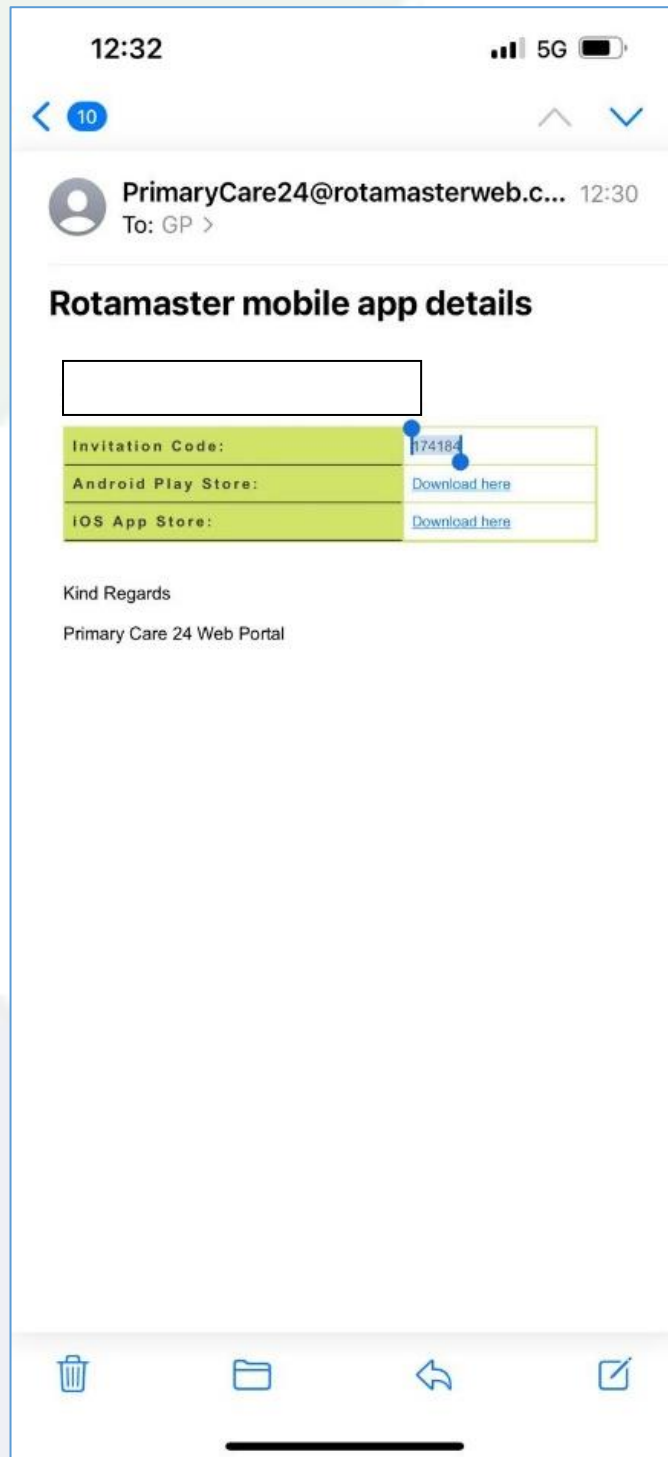 12:32 5G
10
PrimaryCare24@rotamasterweb.c... 12:30
To: GP >
Rotamaster mobile app details
Invitation Code: 174184
Android Play Store: Download here
iOS App Store: Download here
Kind Regards
Primary Care 24 Web Portal